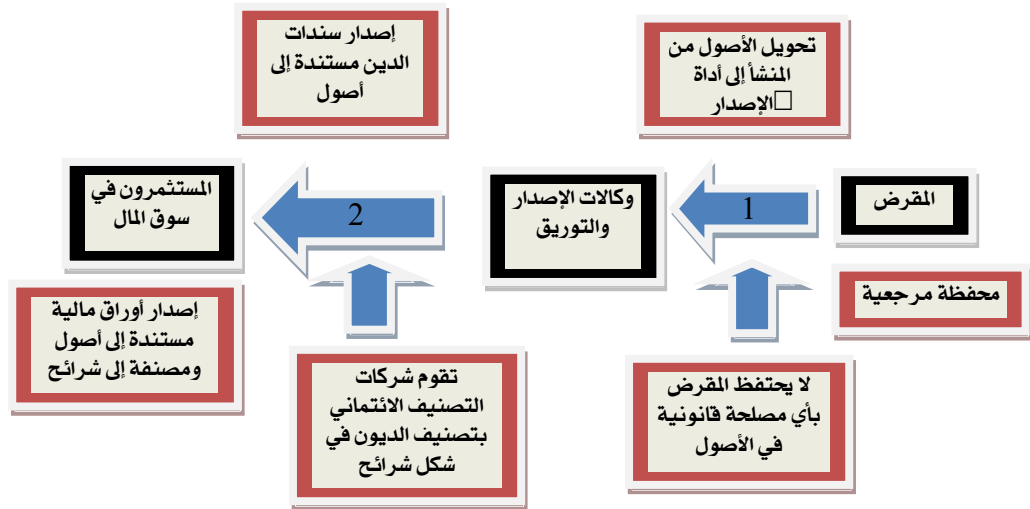 تحويل الأصول من
المنشأ إلى أداة
الإصدار
إصدار سندات
الدين مستندة إلى
أصول
المقرض
1
وكالات الإصدار
والتوريق
2
المستثمرون في
سوق المال
محفظة مرجعية
لا يحتفظ المقرض
بأي مصلحة قانونية
في الأصول
تقوم شركات
التصنيف الائتماني
بتصنيف الديون في
شكل شرائح
إصدار أوراق مالية
مستندة إلى أصول
ومصنفة إلى شرائح